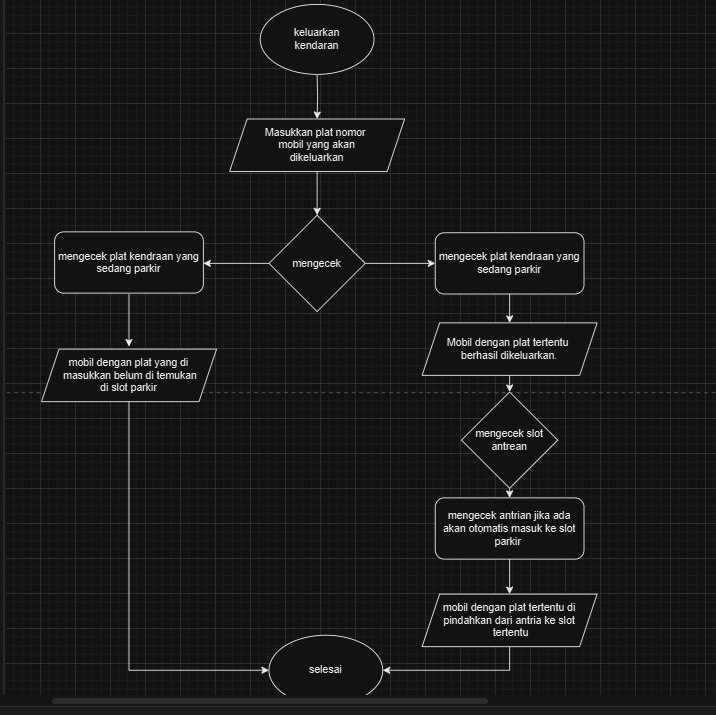 keluarkan
kendaran
Masukkan plat nomor
mobil yang akan
dikeluarkan
mengecek
mengecek plat kendraan yang
sedang parkir
mengecek plat kendraan yang
sedang parkir
mobil dengan plat yang di
masukkan belum di temukan
di slot parkir
Mobil dengan plat tertentu
berhasil dikeluarkan.
mengecek slot
antrean
mengecek antrian jika ada
akan otomatis masuk ke slot
parkir
mobil dengan plat tertentu di
pindahkan dari antria ke slot
tertentu
selesai